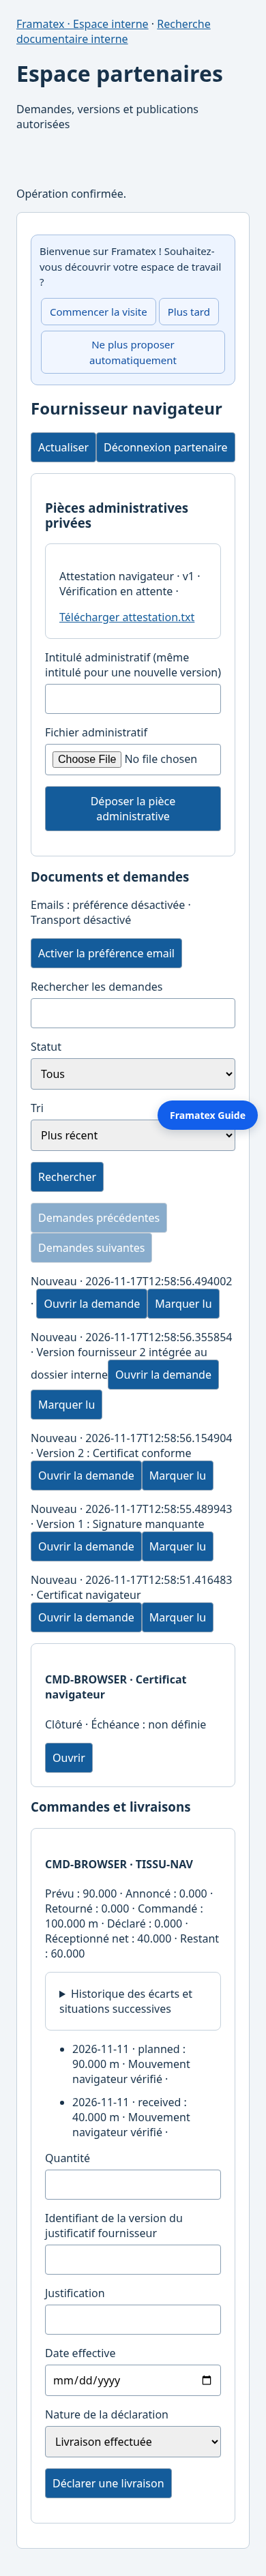 Framatex · Espace interne · Recherche
documentaire interne
Espace partenaires
Demandes, versions et publications
autorisées
Opération confirmée.
Bienvenue sur Framatex ! Souhaitez-
vous découvrir votre espace de travail
?
Commencer la visite
Plus tard
Ne plus proposer
automatiquement
Fournisseur navigateur
Actualiser
Déconnexion partenaire
Pièces administratives
privées
Attestation navigateur · v1 ·
Vérification en attente ·
Télécharger attestation.txt
Intitulé administratif (même
intitulé pour une nouvelle version)
Fichier administratif
Choose File No file chosen
Déposer la pièce
administrative
Documents et demandes
Emails : préférence désactivée ·
Transport désactivé
Activer la préférence email
Rechercher les demandes
Statut
Tous
Tri
Framatex Guide
Plus récent
Rechercher
Demandes précédentes
Demandes suivantes
Nouveau · 2026-11-17T12:58:56.494002
· Ouvrir la demande Marquer lu
Nouveau · 2026-11-17T12:58:56.355854
· Version fournisseur 2 intégrée au
dossier interne Ouvrir la demande
Marquer lu
Nouveau · 2026-11-17T12:58:56.154904
· Version 2 : Certificat conforme
Ouvrir la demande Marquer lu
Nouveau · 2026-11-17T12:58:55.489943
· Version 1 : Signature manquante
Ouvrir la demande Marquer lu
Nouveau · 2026-11-17T12:58:51.416483
· Certificat navigateur
Ouvrir la demande Marquer lu
CMD-BROWSER · Certificat
navigateur
Clôturé · Échéance : non définie
Ouvrir
Commandes et livraisons
CMD-BROWSER · TISSU-NAV
Prévu : 90.000 · Annoncé : 0.000 ·
Retourné : 0.000 · Commandé :
100.000 m · Déclaré : 0.000 ·
Réceptionné net : 40.000 · Restant
: 60.000
Historique des écarts et
situations successives
2026-11-11 · planned :
90.000 m · Mouvement
navigateur vérifié ·
2026-11-11 · received :
40.000 m · Mouvement
navigateur vérifié ·
Quantité
Identifiant de la version du
justificatif fournisseur
Justification
Date effective
mm/dd/yyyy
Nature de la déclaration
Livraison effectuée
Déclarer une livraison